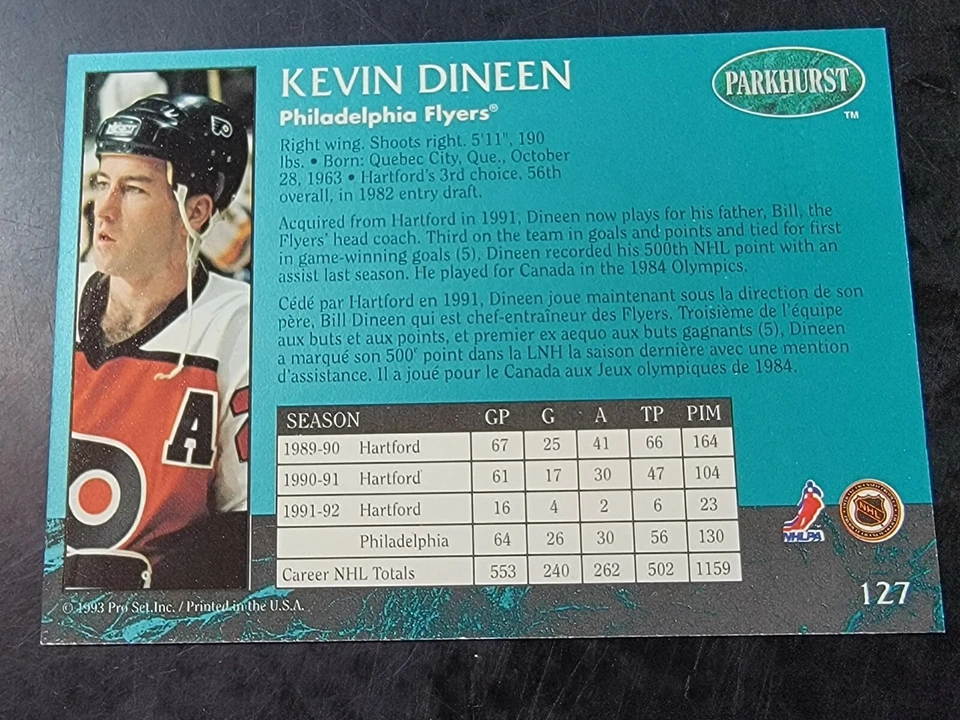 KEVIN DINEEN
PARKHURST
TM
Philadelphia Flyers®
Right wing. Shoots right. 5'11", 190
lbs. • Born: Quebec City, Que., October
28, 1963 • Hartford's 3rd choice, 56th
overall, in 1982 entry draft.
Acquired from Hartford in 1991, Dineen now plays for his father, Bill, the
Flyers' head coach. Third on the team in goals and points and tied for first
in game-winning goals (5), Dineen recorded his 500th NHL point with an
assist last season. He played for Canada in the 1984 Olympics.
Cédé par Hartford en 1991, Dineen joue maintenant sous la direction de son
père, Bill Dineen qui est chef-entraîneur des Flyers. Troisième de l'équipe
aux buts et aux points, et premier ex aequo aux buts gagnants (5), Dineen
a marqué son 500e point dans la LNH la saison dernière avec une mention
d'assistance. Il a joué pour le Canada aux Jeux olympiques de 1984.
SEASON GP G A TP PIM
1989-90 Hartford 67 25 41 66 164
1990-91 Hartford 61 17 30 47 104
1991-92 Hartford 16 4 2 6 23
Philadelphia 64 26 30 56 130
Career NHL Totals 553 240 262 502 1159
A
NHLPA
NHL
127
© 1993 Pro Set, Inc. / Printed in the U.S.A.